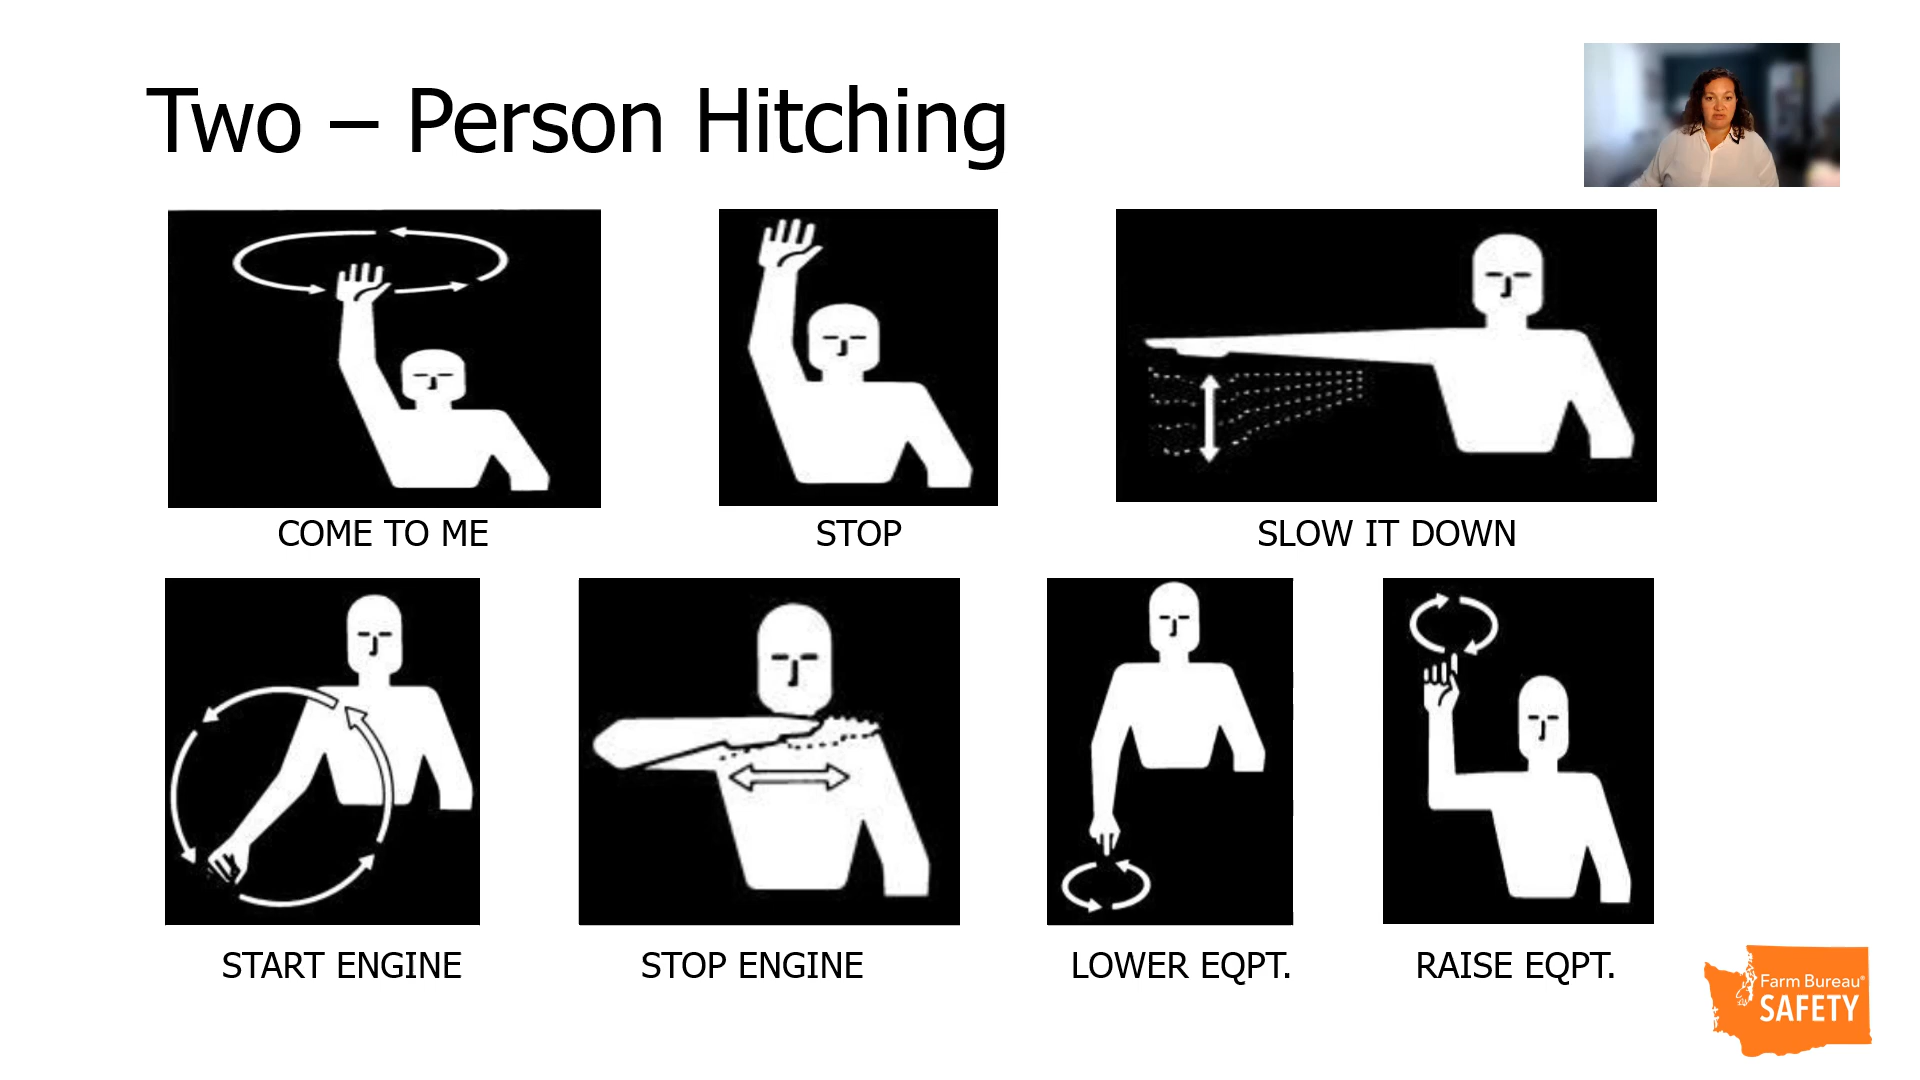 Two – Person Hitching
COME TO ME
STOP
SLOW IT DOWN
START ENGINE
STOP ENGINE
LOWER EQPT.
RAISE EQPT.
Farm Bureau®
SAFETY